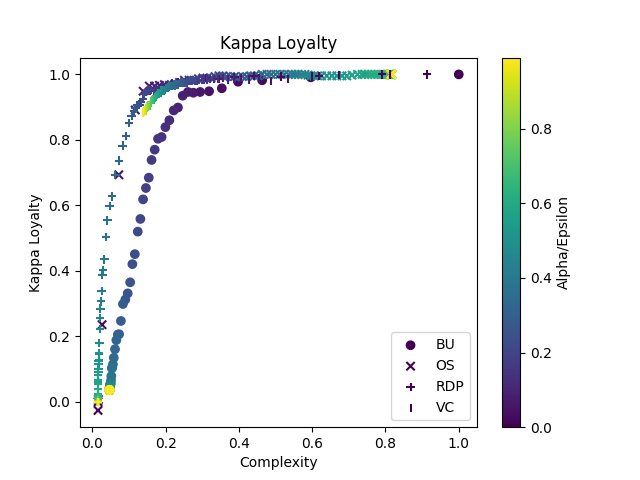 Kappa Loyalty
1.0
0.8
0.6
0.4
0.2
0.0
Kappa Loyalty
0.0 0.2 0.4 0.6 0.8 1.0
Complexity
BU
OS
RDP
VC
0.8
0.6
0.4
0.2
0.0
Alpha/Epsilon